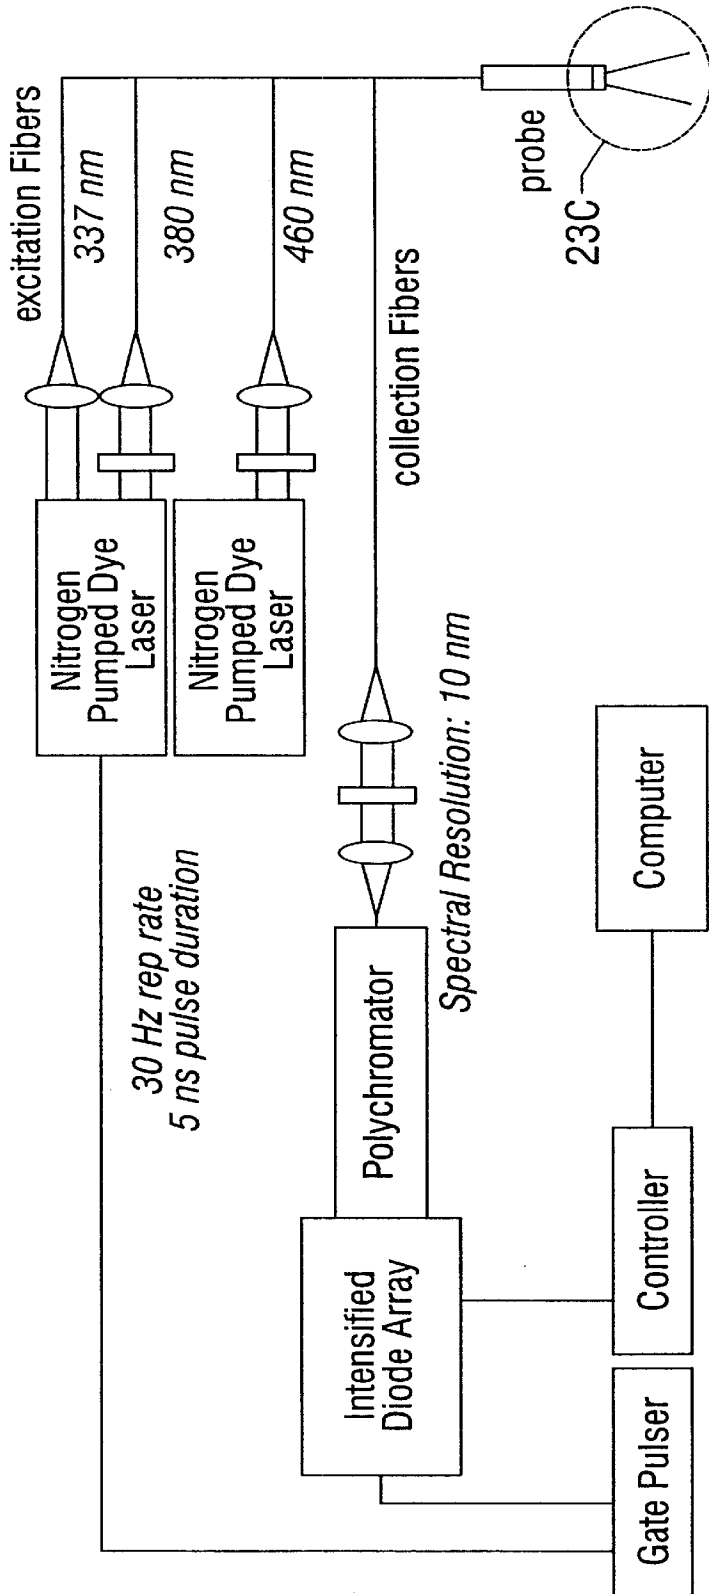 excitation Fibers
337 nm
380 nm
460 nm
Nitrogen
Pumped Dye
Laser
Nitrogen
Pumped Dye
Laser
30 Hz rep rate
5 ns pulse duration
collection Fibers
probe
23C
Spectral Resolution: 10 nm
Polychromator
Intensified
Diode Array
Computer
Controller
Gate Pulser